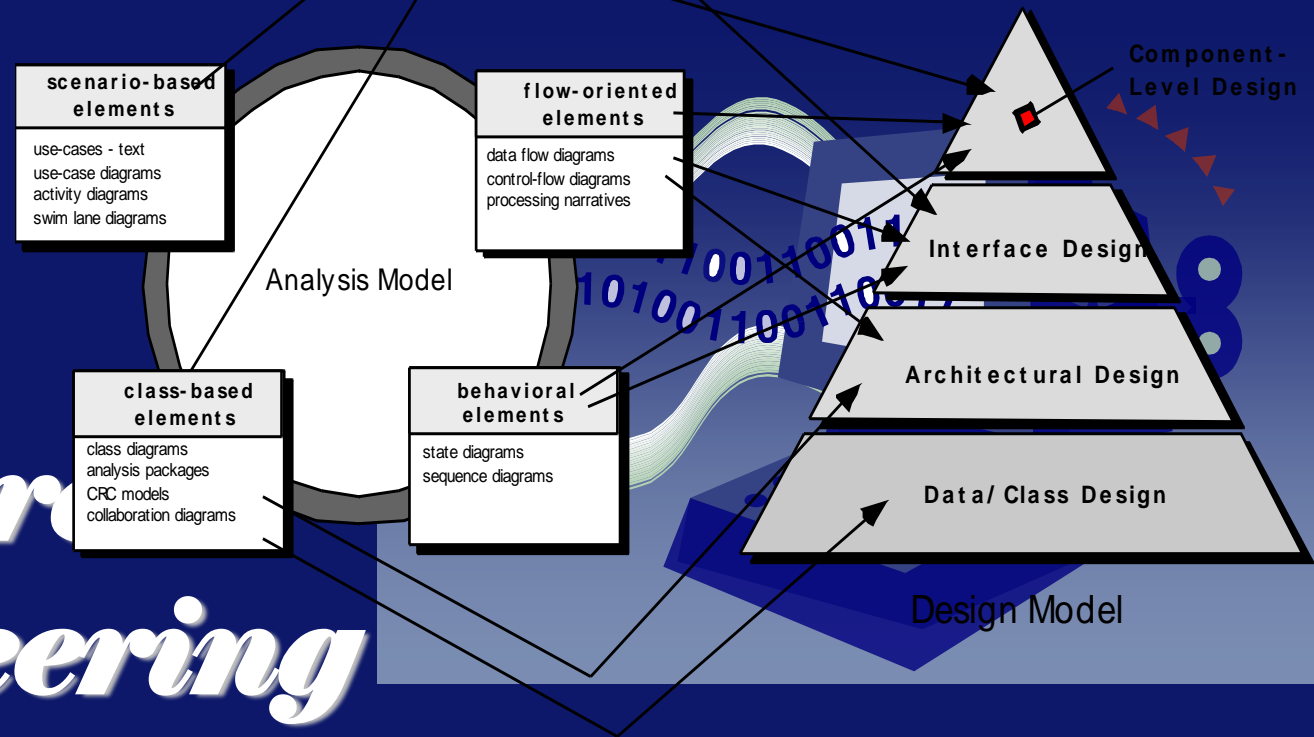 scenario-based
elements
use-cases - text
use-case diagrams
activity diagrams
swim lane diagrams
flow-oriented
elements
data flow diagrams
control-flow diagrams
processing narratives
Analysis Model
class-based
elements
class diagrams
analysis packages
CRC models
collaboration diagrams
behavioral
elements
state diagrams
sequence diagrams
Component-
Level Design
Interface Design
Architectural Design
Data/Class Design
Design Model
eering